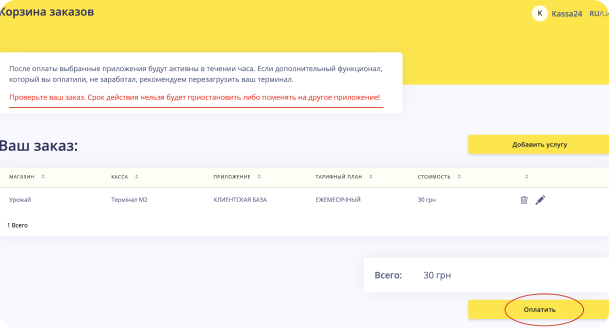 Корзина заказов
K Kassa24 RU/UA
После оплаты выбранные приложения будут активны в течении часа. Если дополнительный функционал,
который вы оплатили, не заработал, рекомендуем перезагрузить ваш терминал.
Проверьте ваш заказ. Срок действия нельзя будет приостановить либо поменять на другое приложение!
Ваш заказ:
Добавить услугу
МАГАЗИН КАССА ПРИЛОЖЕНИЕ ТАРИФНЫЙ ПЛАН СТОИМОСТЬ
Урожай Термінал М2 КЛИЕНТСКАЯ БАЗА ЕЖЕМЕСЯЧНЫЙ 30 грн
1 Всего
Всего: 30 грн
Оплатить